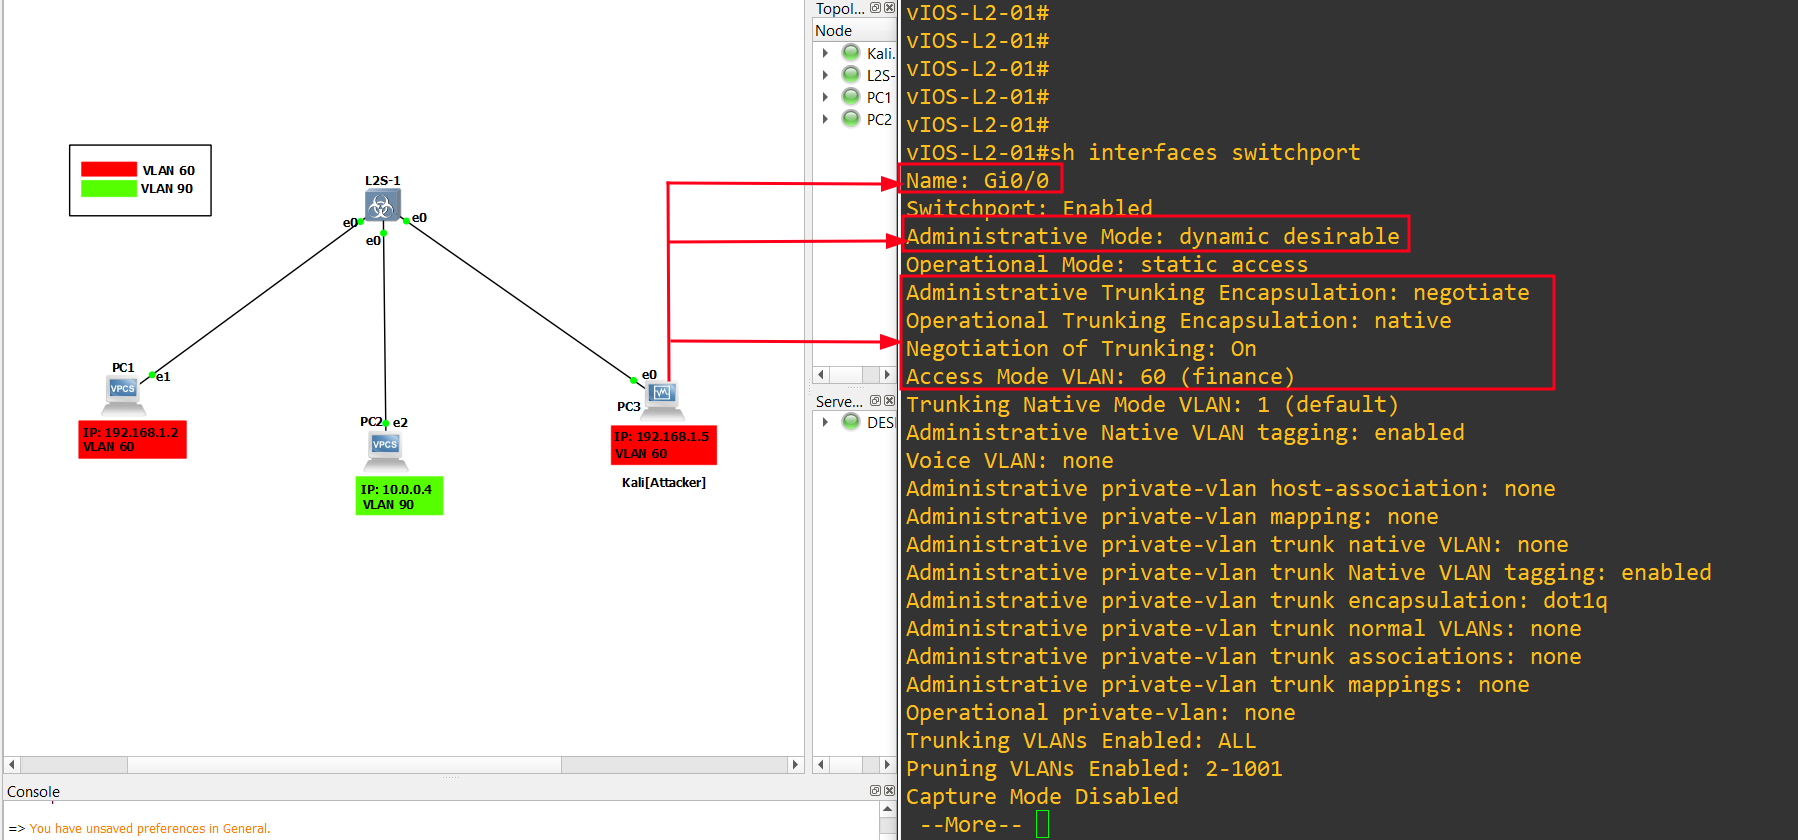 VLAN 60
VLAN 90
L2S-1
e0
e0
e0
PC1
e1
VPCS
IP: 192.168.1.2
VLAN 60
PC2
e2
VPCS
IP: 10.0.0.4
VLAN 90
e0
PC3
IP: 192.168.1.5
VLAN 60
Kali[Attacker]
Console
=> You have unsaved preferences in General.
Topol...
Node
Kali.
L2S-
PC1
PC2
Serve...
DESI
vIOS-L2-01#
vIOS-L2-01#
vIOS-L2-01#
vIOS-L2-01#
vIOS-L2-01#
vIOS-L2-01#sh interfaces switchport
Name: Gi0/0
Switchport: Enabled
Administrative Mode: dynamic desirable
Operational Mode: static access
Administrative Trunking Encapsulation: negotiate
Operational Trunking Encapsulation: native
Negotiation of Trunking: On
Access Mode VLAN: 60 (finance)
Trunking Native Mode VLAN: 1 (default)
Administrative Native VLAN tagging: enabled
Voice VLAN: none
Administrative private-vlan host-association: none
Administrative private-vlan mapping: none
Administrative private-vlan trunk native VLAN: none
Administrative private-vlan trunk Native VLAN tagging: enabled
Administrative private-vlan trunk encapsulation: dot1q
Administrative private-vlan trunk normal VLANs: none
Administrative private-vlan trunk associations: none
Administrative private-vlan trunk mappings: none
Operational private-vlan: none
Trunking VLANs Enabled: ALL
Pruning VLANs Enabled: 2-1001
Capture Mode Disabled
--More--